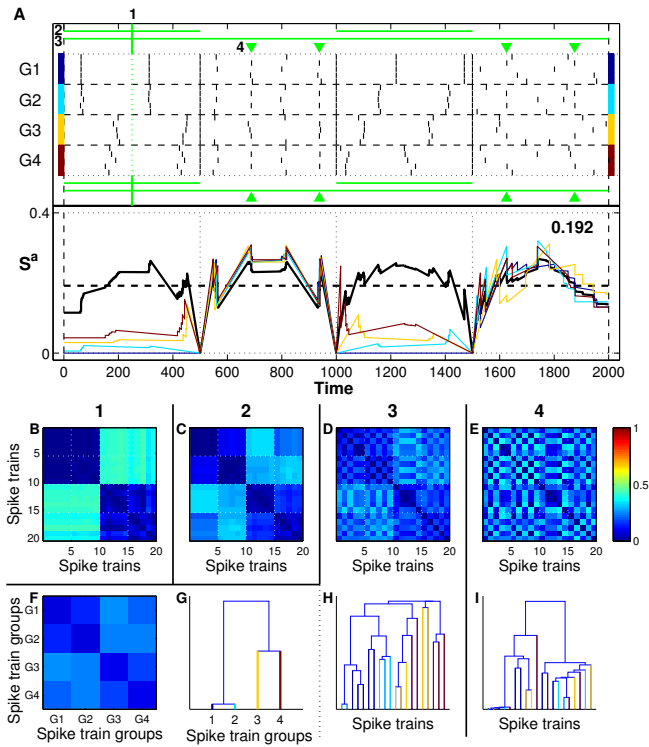 A
1
2
3
4
G1
G2
G3
G4
1
0.4
0.192
Sa
0
0 200 400 600 800 1000 1200 1400 1600 1800 2000
Time
1 2 3 4
B C D E
Spike trains
5
10
15
20
5 10 15 20
5 10 15 20
5 10 15 20
5 10 15 20
Spike trains
Spike trains
Spike trains
Spike trains
1
0.5
0
F G H I
Spike train groups
G1
G2
G3
G4
G1 G2 G3 G4
1 2 3 4
Spike train groups
Spike train groups
Spike trains
Spike trains